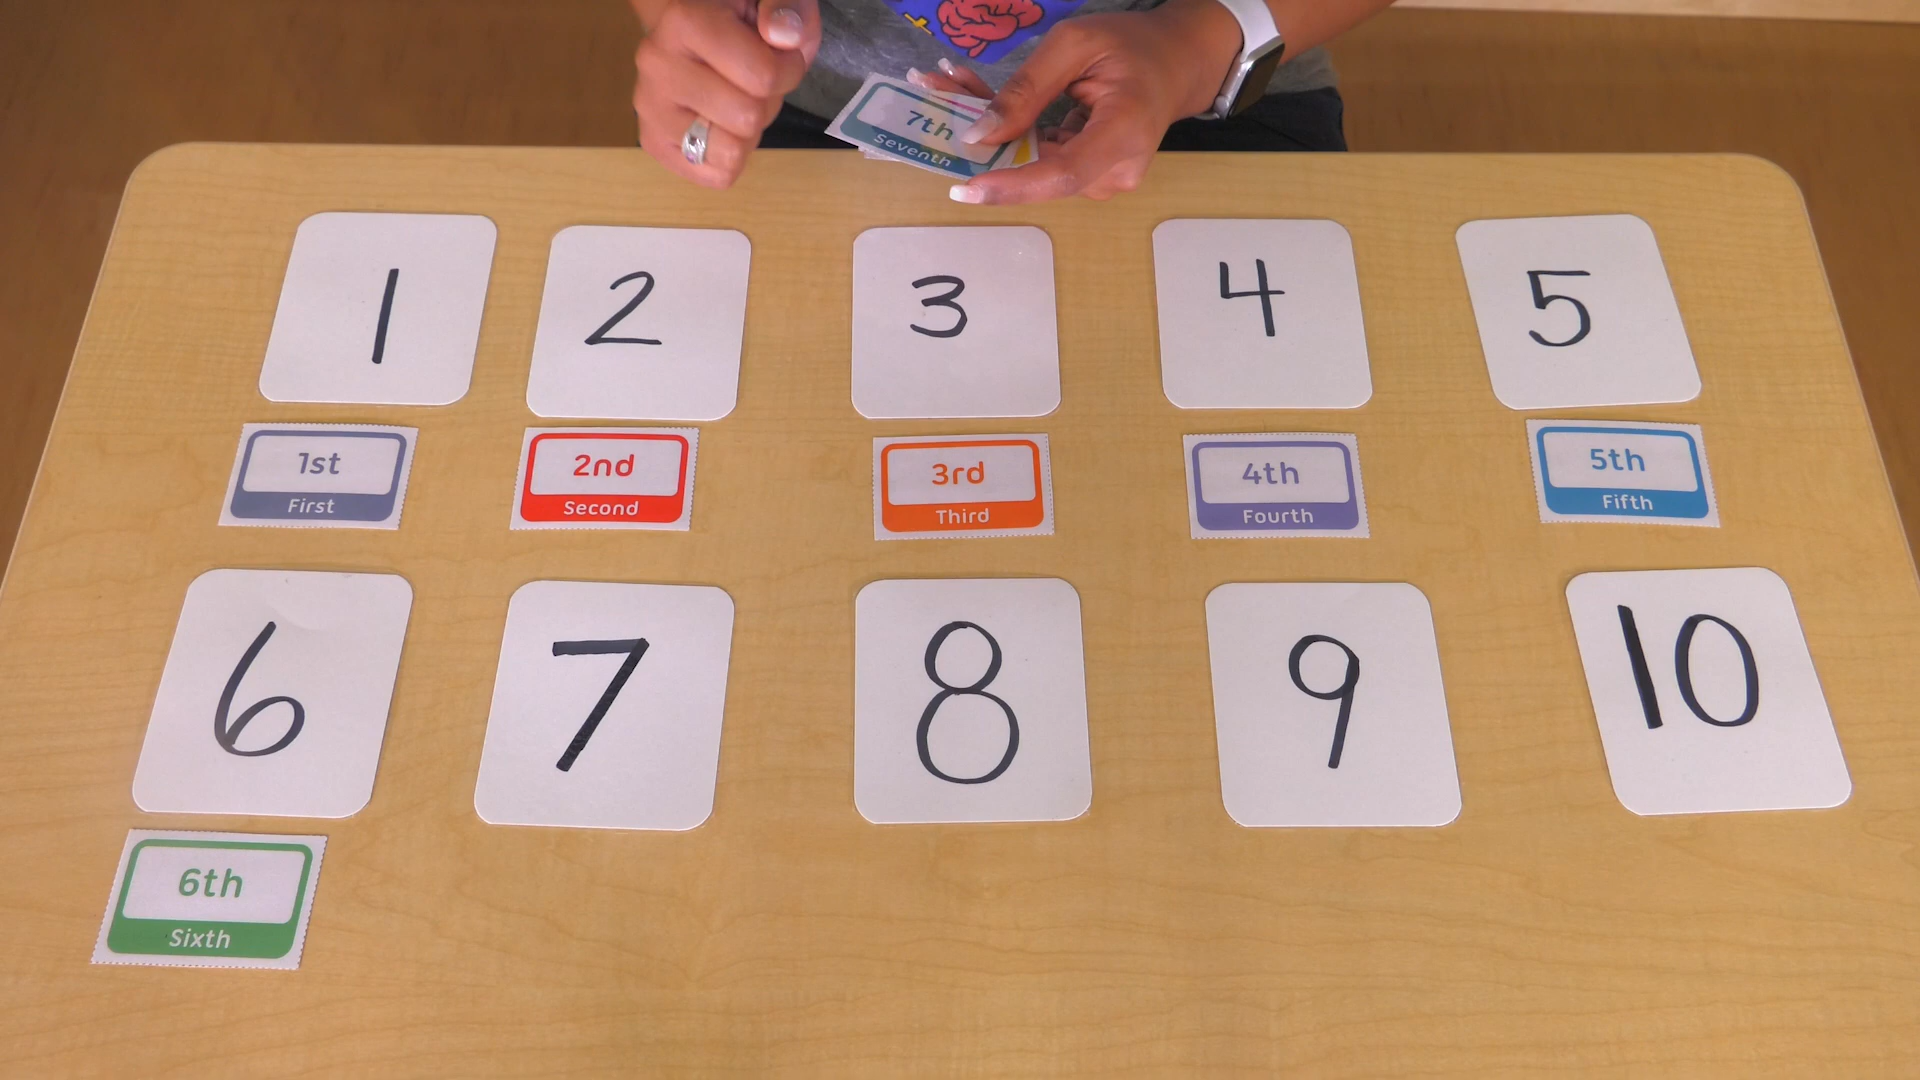 7th
Seventh
1
2
3
4
5
1st
First
2nd
Second
3rd
Third
4th
Fourth
5th
Fifth
6
7
8
9
10
6th
Sixth